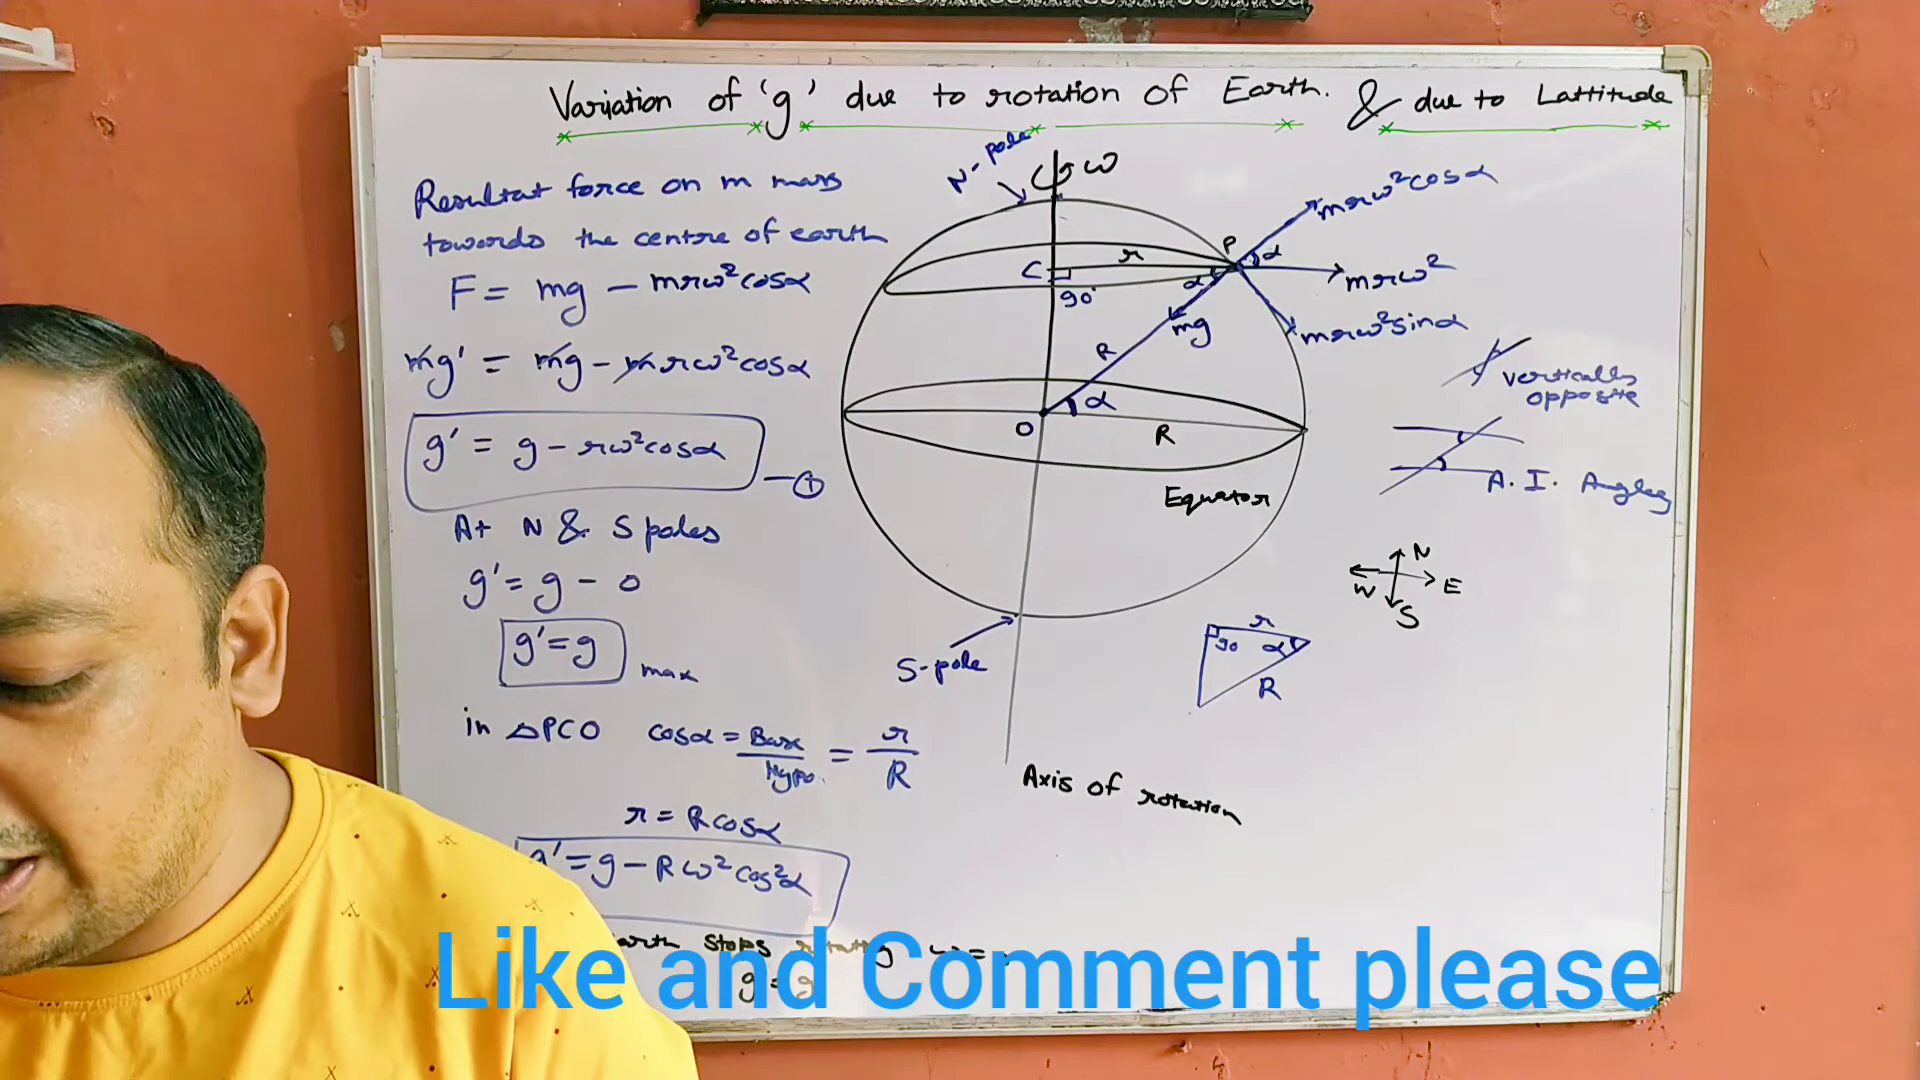 Variation of 'g' due to rotation of Earth. & due to Lattitude
Resultat force on m mass
towards the centre of earth
F = mg - mrω²cosα
mg' = mg - mrω²cosα
g' = g - rω²cosα
At N & S poles
g' = g - 0
g' = g max
in △PCO cosα = Base/Hypo. = r/R
r = Rcosα
g' = g - Rω²cos²α
stops
N-pole
ω
C
r
P
α
α
90°
mg
R
O
α
R
Equator
S-pole
Axis of rotation
mrω²cosα
mrω²
mrω²sinα
vertically
opposite
A. I. Angles
N
W
E
S
r
90
α
R
Like and Comment please